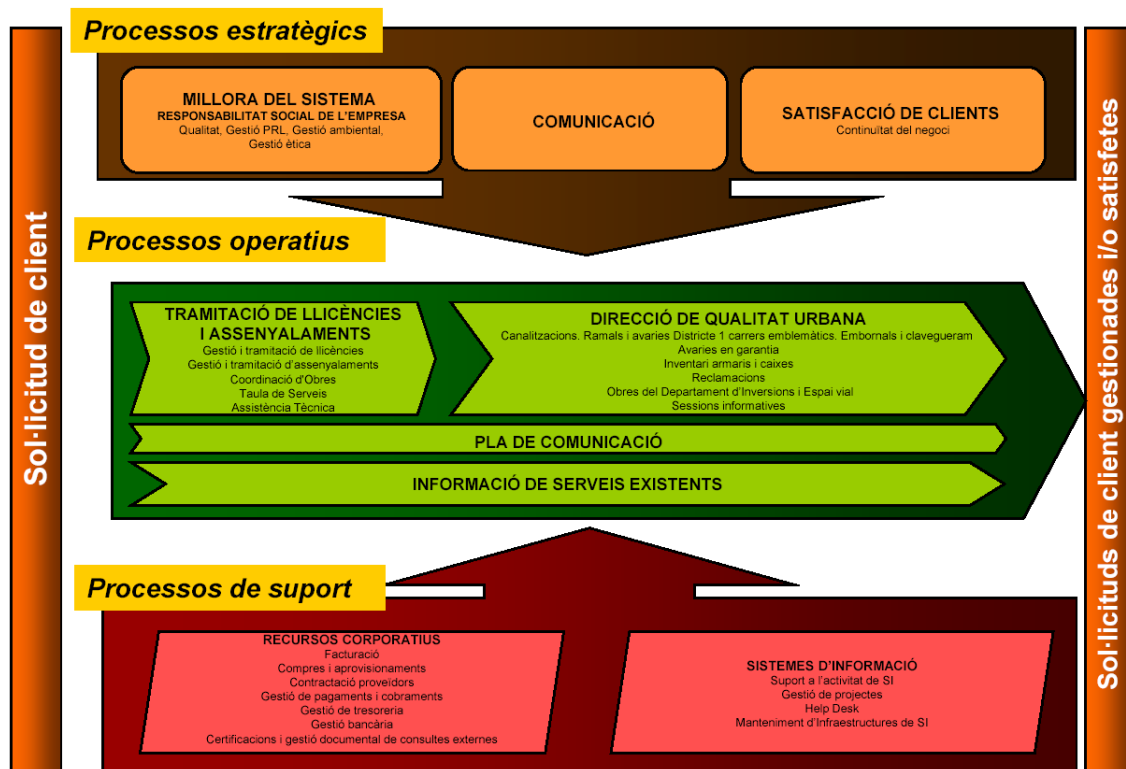 Sol·licitud de client
Processos estratègics
MILLORA DEL SISTEMA
RESPONSABILITAT SOCIAL DE L'EMPRESA
Qualitat, Gestió PRL, Gestió ambiental,
Gestió ètica
COMUNICACIÓ
SATISFACCIÓ DE CLIENTS
Continuïtat del negoci
Processos operatius
TRAMITACIÓ DE LLICÈNCIES
I ASSENYALAMENTS
Gestió i tramitació de llicències
Gestió i tramitació d'assenyalaments
Coordinació d'Obres
Taula de Serveis
Assistència Tècnica
DIRECCIÓ DE QUALITAT URBANA
Canalitzacions. Ramals i avaries Districte 1 carrers emblemàtics. Embornals i clavegueram
Avaries en garantia
Inventari armaris i caixes
Reclamacions
Obres del Departament d'Inversions i Espai vial
Sessions informatives
PLA DE COMUNICACIÓ
INFORMACIÓ DE SERVEIS EXISTENTS
Processos de suport
RECURSOS CORPORATIUS
Facturació
Compres i aprovisionaments
Contractació proveïdors
Gestió de pagaments i cobraments
Gestió de tresoreria
Gestió bancària
Certificacions i gestió documental de consultes externes
SISTEMES D'INFORMACIÓ
Suport a l'activitat de SI
Gestió de projectes
Help Desk
Manteniment d'Infraestructures de SI
Sol·licituds de client gestionades i/o satisfetes